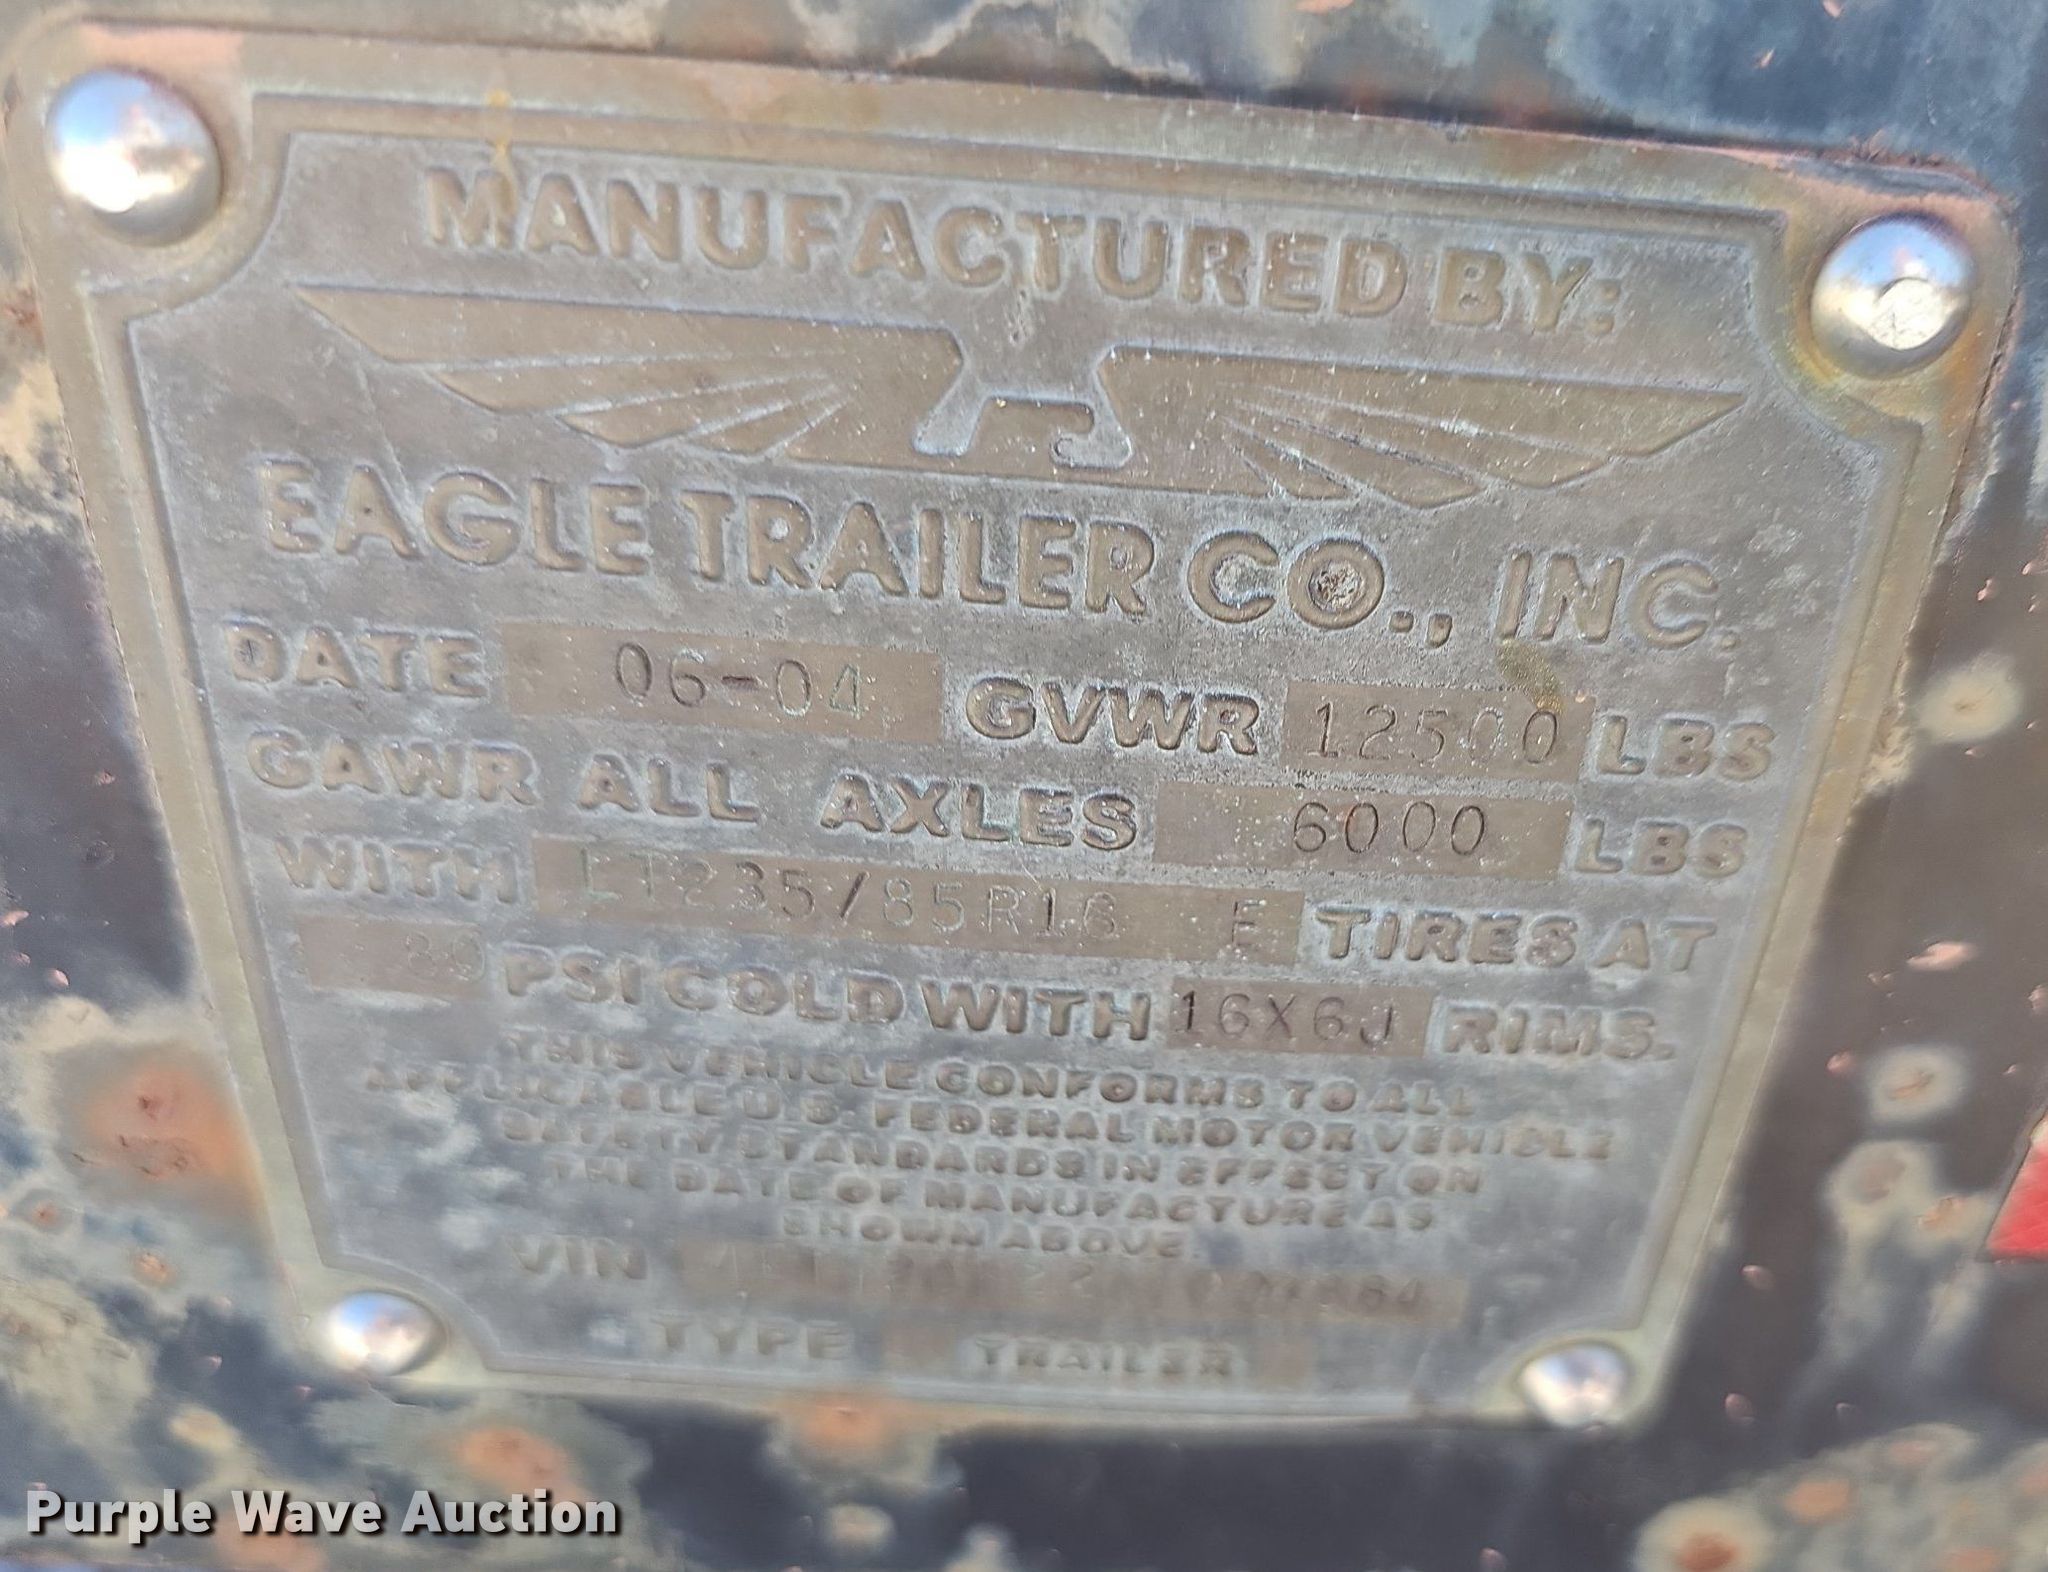 MANUFACTURED BY:
EAGLE TRAILER CO., INC.
DATE 06-04 GVWR 12500 LBS
GAWR ALL AXLES 6000 LBS
WITH LT235/85R16 E TIRES AT
80 PSI COLD WITH 16X6J RIMS.
THIS VEHICLE CONFORMS TO ALL
APPLICABLE U.S. FEDERAL MOTOR VEHICLE
SAFETY STANDARDS IN EFFECT ON
THE DATE OF MANUFACTURE AS
SHOWN ABOVE.
VIN
TYPE TRAILER
Purple Wave Auction